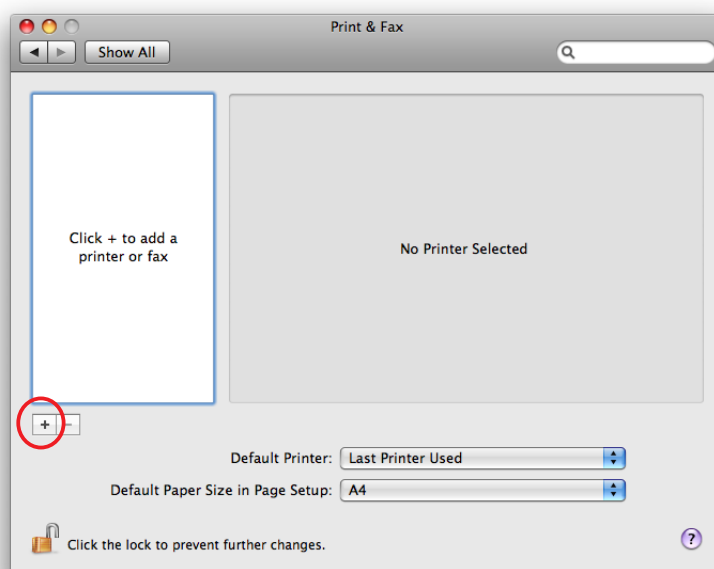 Print & Fax
Show All
Click + to add a
printer or fax
No Printer Selected
+ −
Default Printer: Last Printer Used
Default Paper Size in Page Setup: A4
Click the lock to prevent further changes.
?